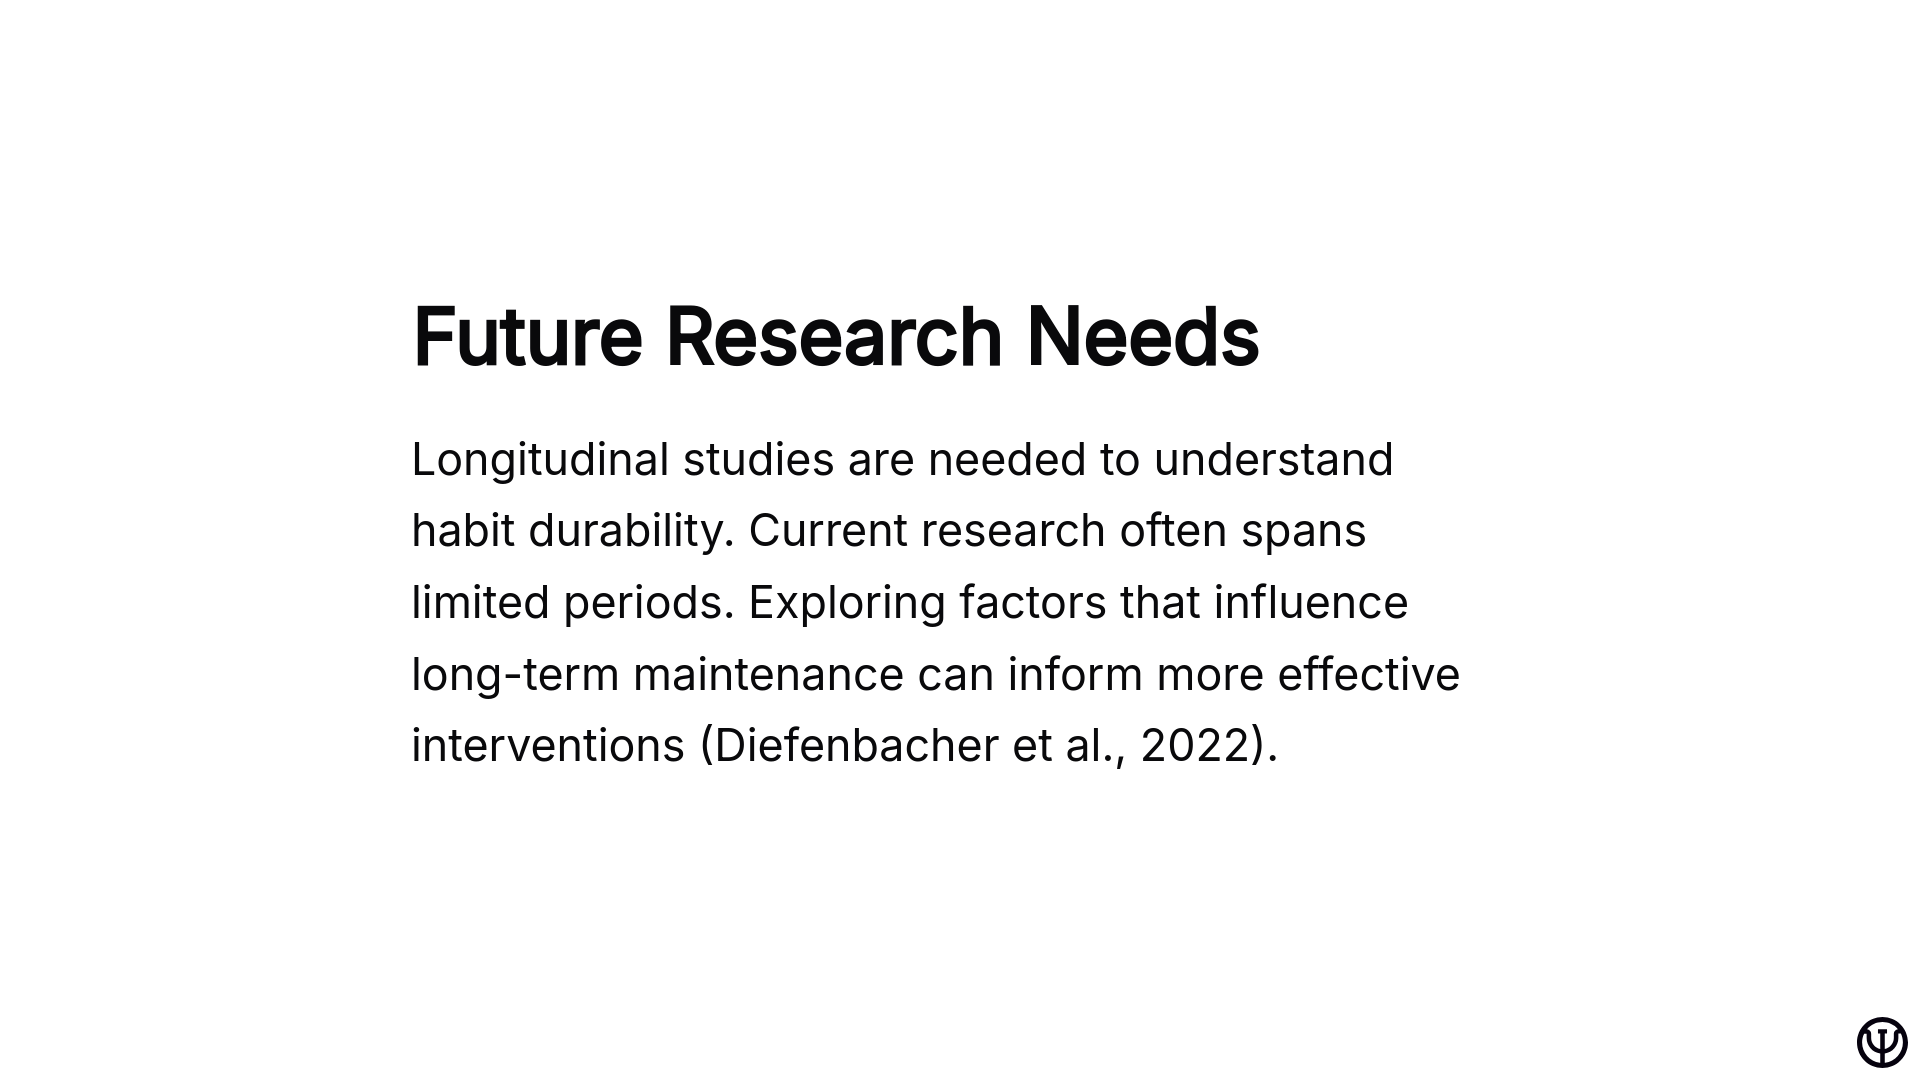 Future Research Needs
Longitudinal studies are needed to understand
habit durability. Current research often spans
limited periods. Exploring factors that influence
long-term maintenance can inform more effective
interventions (Diefenbacher et al., 2022).